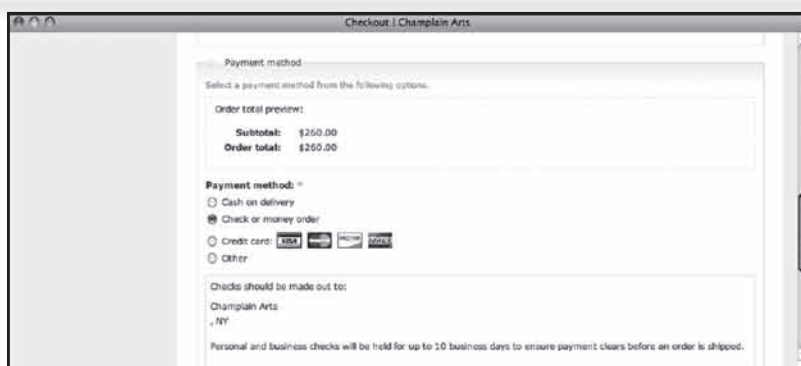 Checkout | Champlain Arts
Payment method
Select a payment method from the following options.
Order total preview:
Subtotal: $260.00
Order total: $260.00
Payment method: *
Cash on delivery
Check or money order
Credit card: VISA
Other
Checks should be made out to:
Champlain Arts
, NY
Personal and business checks will be held for up to 10 business days to ensure payment clears before an order is shipped.